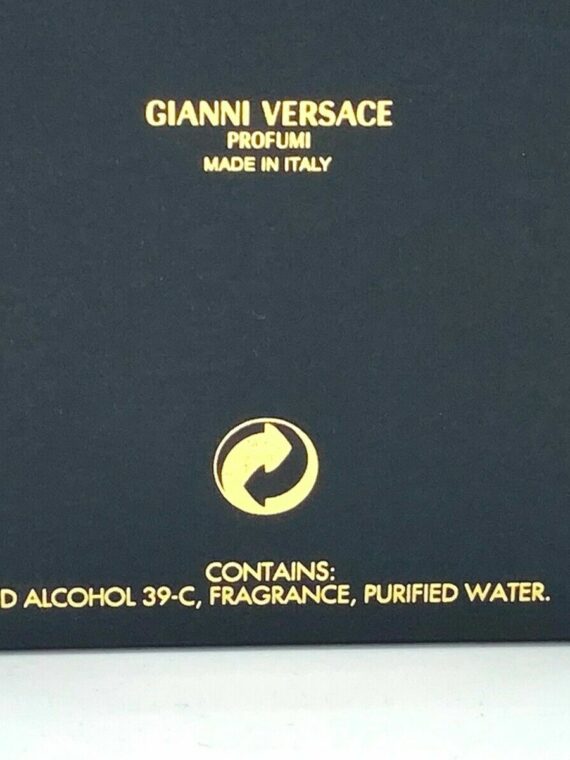 GIANNI VERSACE
PROFUMI
MADE IN ITALY
CONTAINS:
D ALCOHOL 39-C, FRAGRANCE, PURIFIED WATER.